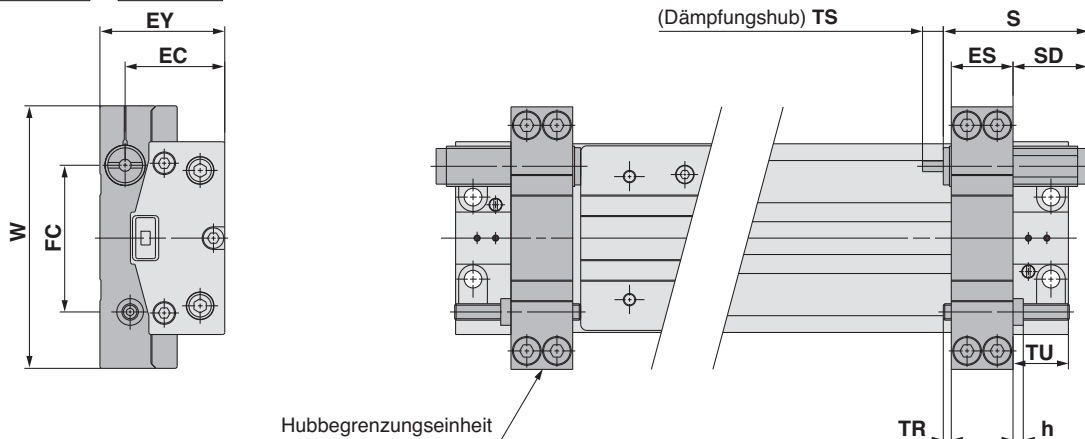 EY
EC
W
FC
(Dämpfungshub) TS
S
ES
SD
TU
TR
h
Hubbegrenzungseinheit